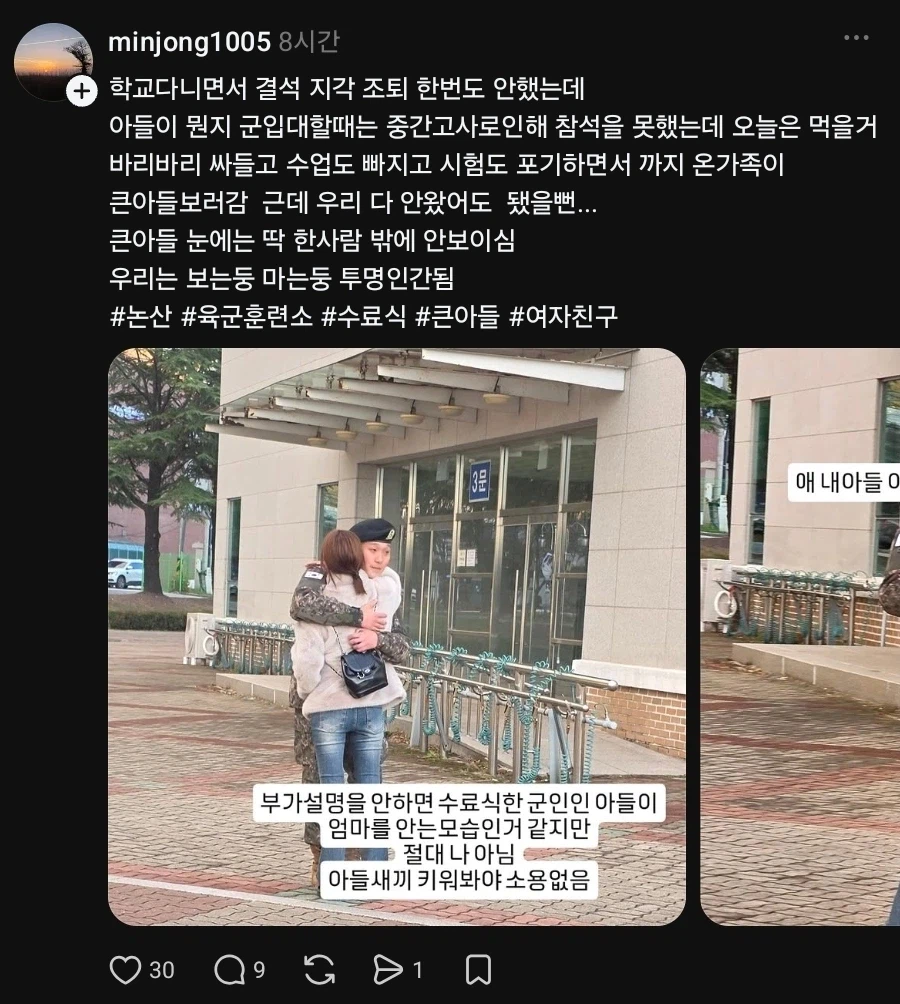 minjong1005 8시간
학교다니면서 결석 지각 조퇴 한번도 안했는데
아들이 뭔지 군입대할때는 중간고사로인해 참석을 못했는데 오늘은 먹을거
바리바리 싸들고 수업도 빠지고 시험도 포기하면서 까지 온가족이
큰아들보러감 근데 우리 다 안왔어도 됐을뻔...
큰아들 눈에는 딱 한사람 밖에 안보이심
우리는 보는둥 마는둥 투명인간됨
#논산 #육군훈련소 #수료식 #큰아들 #여자친구
3문
애 내아들 이
부가설명을 안하면 수료식한 군인인 아들이
엄마를 안는모습인거 같지만
절대 나 아님
아들새끼 키워봐야 소용없음
30 9 1